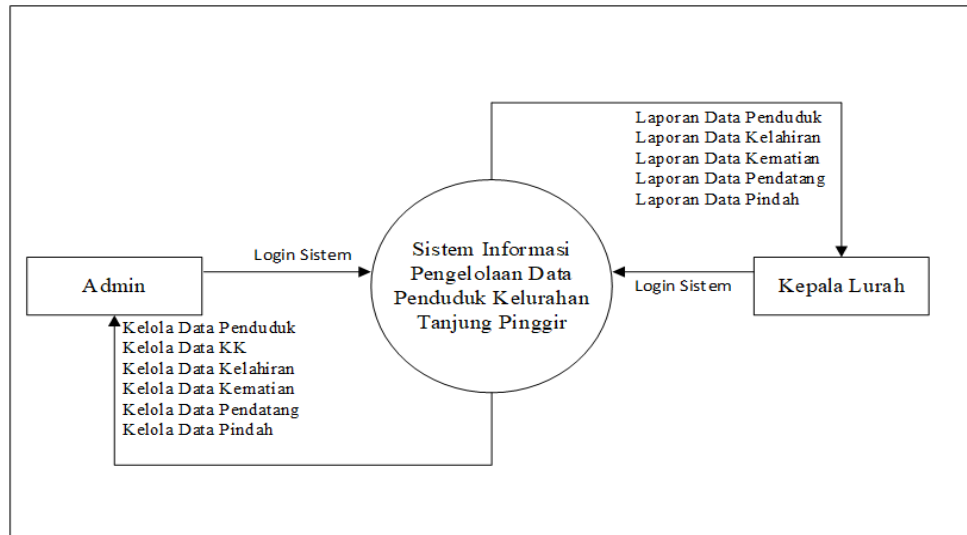 Laporan Data Penduduk
Laporan Data Kelahiran
Laporan Data Kematian
Laporan Data Pendatang
Laporan Data Pindah
Login Sistem
Admin
Sistem Informasi
Pengelolaan Data
Penduduk Kelurahan
Tanjung Pinggir
Login Sistem
Kepala Lurah
Kelola Data Penduduk
Kelola Data KK
Kelola Data Kelahiran
Kelola Data Kematian
Kelola Data Pendatang
Kelola Data Pindah